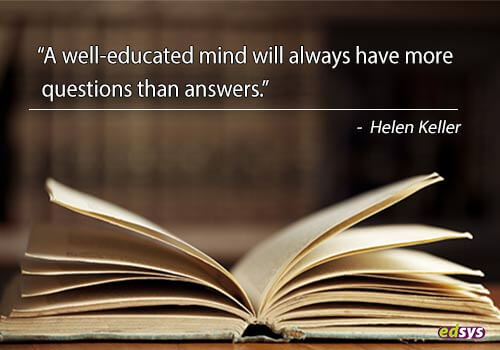 “A well-educated mind will always have more
questions than answers.”
- Helen Keller
edsys